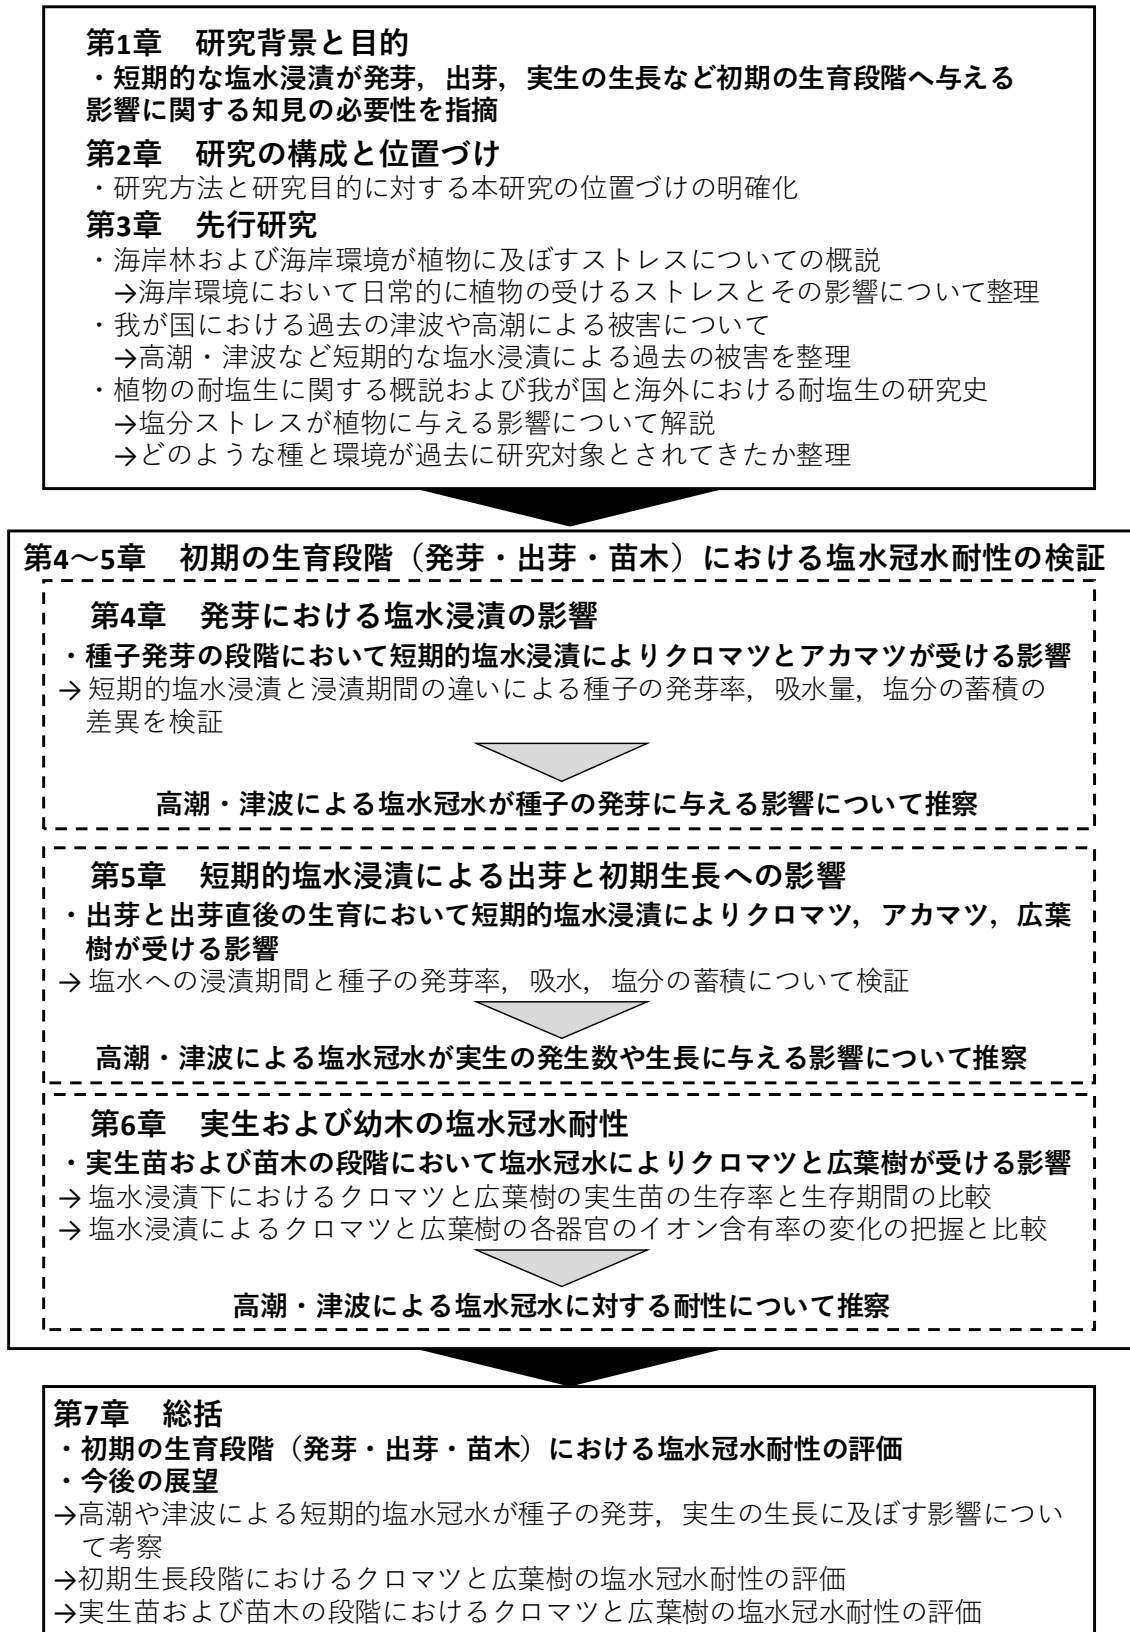 第1章　研究背景と目的
・短期的な塩水浸漬が発芽，出芽，実生の生長など初期の生育段階へ与える
影響に関する知見の必要性を指摘
第2章　研究の構成と位置づけ
・研究方法と研究目的に対する本研究の位置づけの明確化
第3章　先行研究
・海岸林および海岸環境が植物に及ぼすストレスについての概説
→海岸環境において日常的に植物の受けるストレスとその影響について整理
・我が国における過去の津波や高潮による被害について
→高潮・津波など短期的な塩水浸漬による過去の被害を整理
・植物の耐塩生に関する概説および我が国と海外における耐塩生の研究史
→塩分ストレスが植物に与える影響について解説
→どのような種と環境が過去に研究対象とされてきたか整理
第4～5章　初期の生育段階（発芽・出芽・苗木）における塩水冠水耐性の検証
第4章　発芽における塩水浸漬の影響
・種子発芽の段階において短期的塩水浸漬によりクロマツとアカマツが受ける影響
→短期的塩水浸漬と浸漬期間の違いによる種子の発芽率，吸水量，塩分の蓄積の
差異を検証
高潮・津波による塩水冠水が種子の発芽に与える影響について推察
第5章　短期的塩水浸漬による出芽と初期生長への影響
・出芽と出芽直後の生育において短期的塩水浸漬によりクロマツ，アカマツ，広葉
樹が受ける影響
→塩水への浸漬期間と種子の発芽率，吸水，塩分の蓄積について検証
高潮・津波による塩水冠水が実生の発生数や生長に与える影響について推察
第6章　実生および幼木の塩水冠水耐性
・実生苗および苗木の段階において塩水冠水によりクロマツと広葉樹が受ける影響
→塩水浸漬下におけるクロマツと広葉樹の実生苗の生存率と生存期間の比較
→塩水浸漬によるクロマツと広葉樹の各器官のイオン含有率の変化の把握と比較
高潮・津波による塩水冠水に対する耐性について推察
第7章　総括
・初期の生育段階（発芽・出芽・苗木）における塩水冠水耐性の評価
・今後の展望
→高潮や津波による短期的塩水冠水が種子の発芽，実生の生長に及ぼす影響につい
て考察
→初期生長段階におけるクロマツと広葉樹の塩水冠水耐性の評価
→実生苗および苗木の段階におけるクロマツと広葉樹の塩水冠水耐性の評価